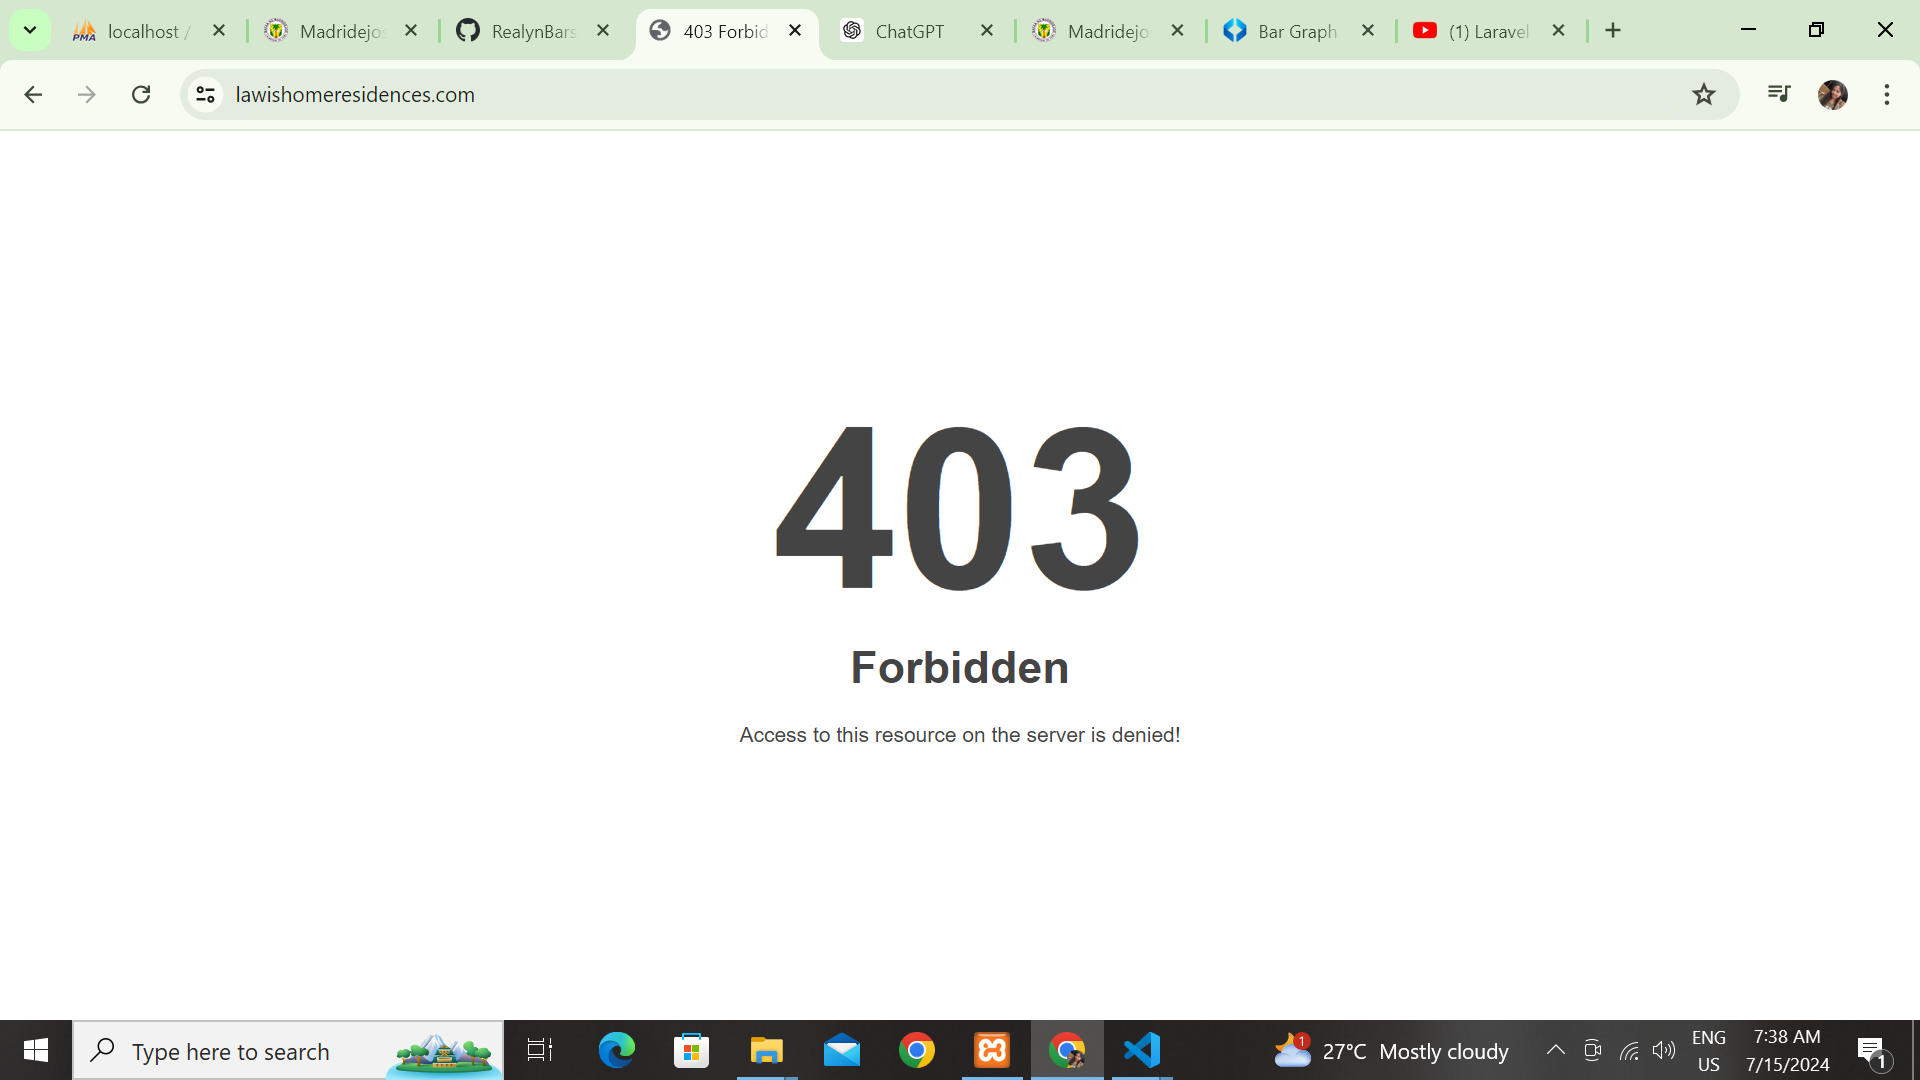 localhost /
Madridejos
RealynBars
403 Forbid
ChatGPT
Madridejos
Bar Graph
(1) Laravel
lawishomeresidences.com
403
Forbidden
Access to this resource on the server is denied!
Type here to search
1
27°C Mostly cloudy
ENG
US
7:38 AM
7/15/2024
1